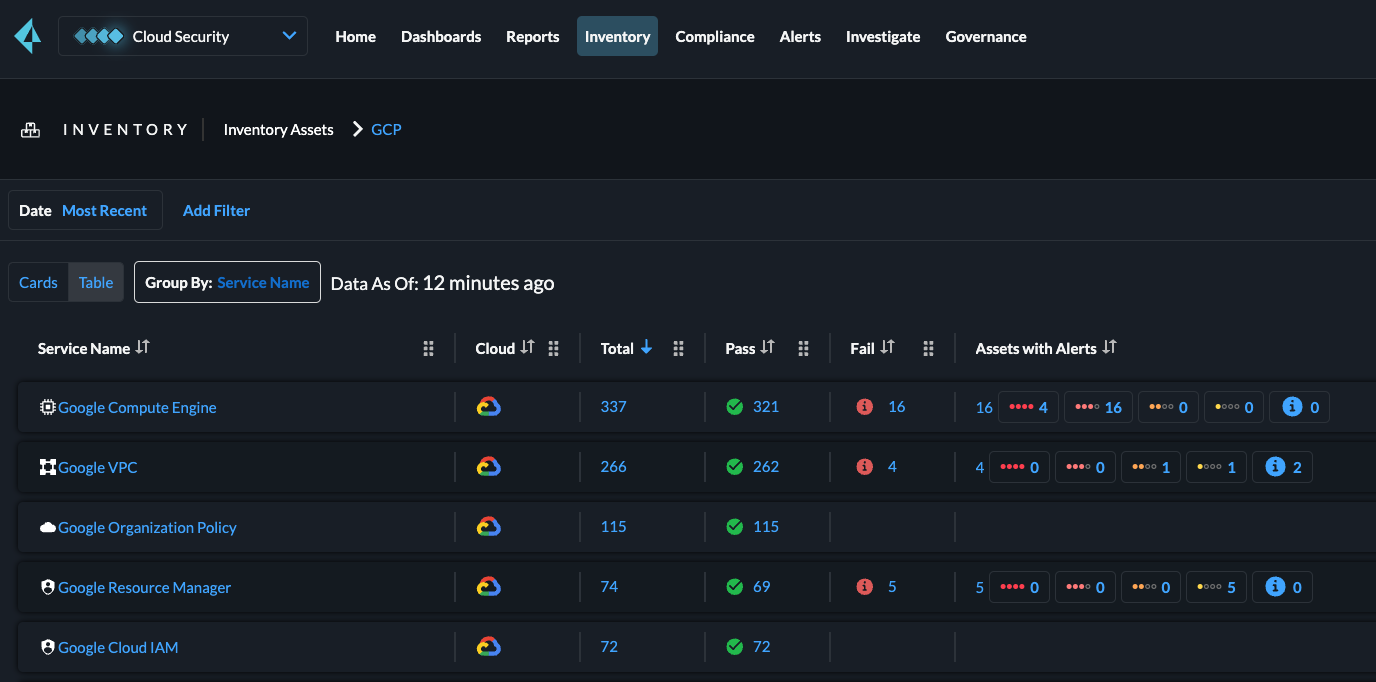 Cloud Security Home Dashboards Reports Inventory Compliance Alerts Investigate Governance
INVENTORY Inventory Assets GCP
Date Most Recent Add Filter
Cards Table Group By: Service Name Data As Of: 12 minutes ago
Service Name Cloud Total Pass Fail Assets with Alerts
Google Compute Engine 337 321 16 16 4 16 0 0 0
Google VPC 266 262 4 4 0 0 1 1 2
Google Organization Policy 115 115
Google Resource Manager 74 69 5 5 0 0 0 5 0
Google Cloud IAM 72 72